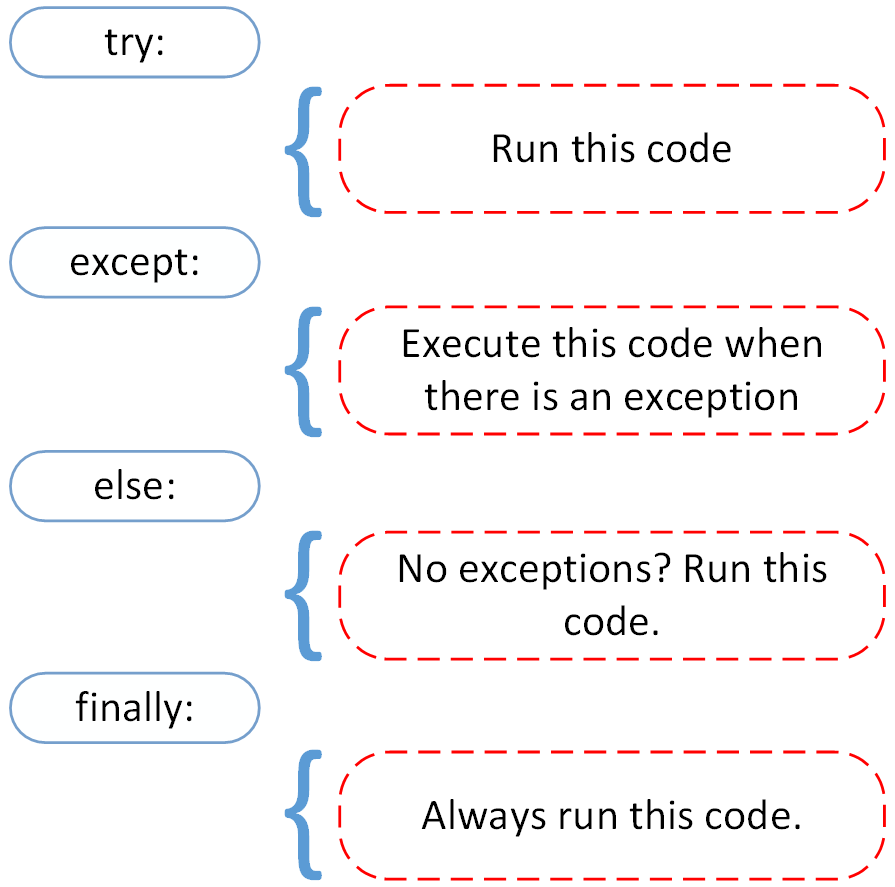 try:
Run this code
except:
Execute this code when
there is an exception
else:
No exceptions? Run this
code.
finally:
Always run this code.